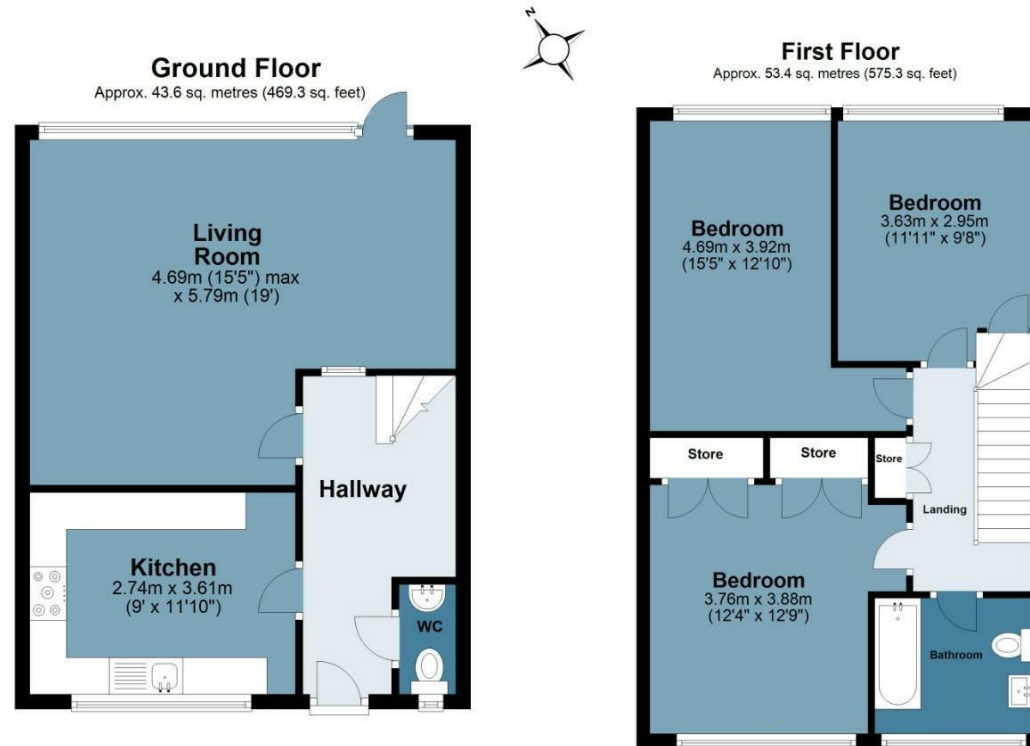 N
Ground Floor
Approx. 43.6 sq. metres (469.3 sq. feet)
Living
Room
4.69m (15'5") max
x 5.79m (19')
Hallway
Kitchen
2.74m x 3.61m
(9' x 11'10")
WC
First Floor
Approx. 53.4 sq. metres (575.3 sq. feet)
Bedroom
4.69m x 3.92m
(15'5" x 12'10")
Bedroom
3.63m x 2.95m
(11'11" x 9'8")
Store
Store
Store
Landing
Bedroom
3.76m x 3.88m
(12'4" x 12'9")
Bathroom